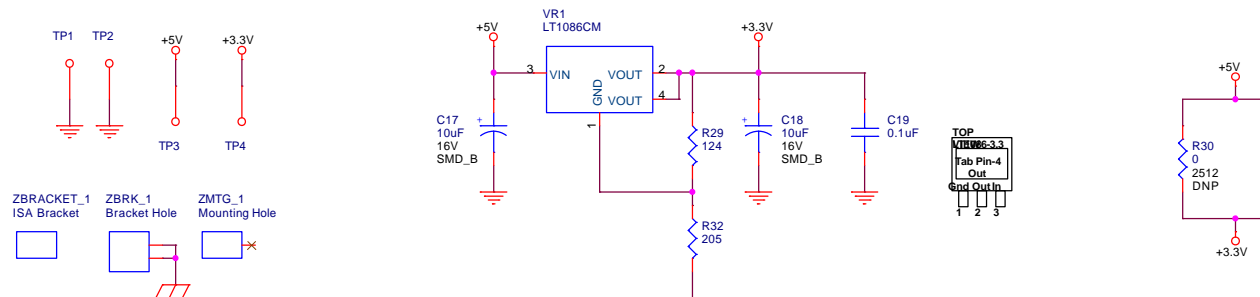 TP1
TP2
+5V
+3.3V
TP3
TP4
ZBRACKET_1
ISA Bracket
ZBRK_1
Bracket Hole
ZMTG_1
Mounting Hole
VR1
LT1086CM
+5V
+3.3V
3
VIN
VOUT
2
GND
VOUT
4
1
C17
10uF
16V
SMD_B
+
R29
124
+
C18
10uF
16V
SMD_B
C19
0.1uF
R32
205
TOP
Tab Pin-4
Out
Gnd Out In
1 2 3
+5V
R30
0
2512
DNP
+3.3V